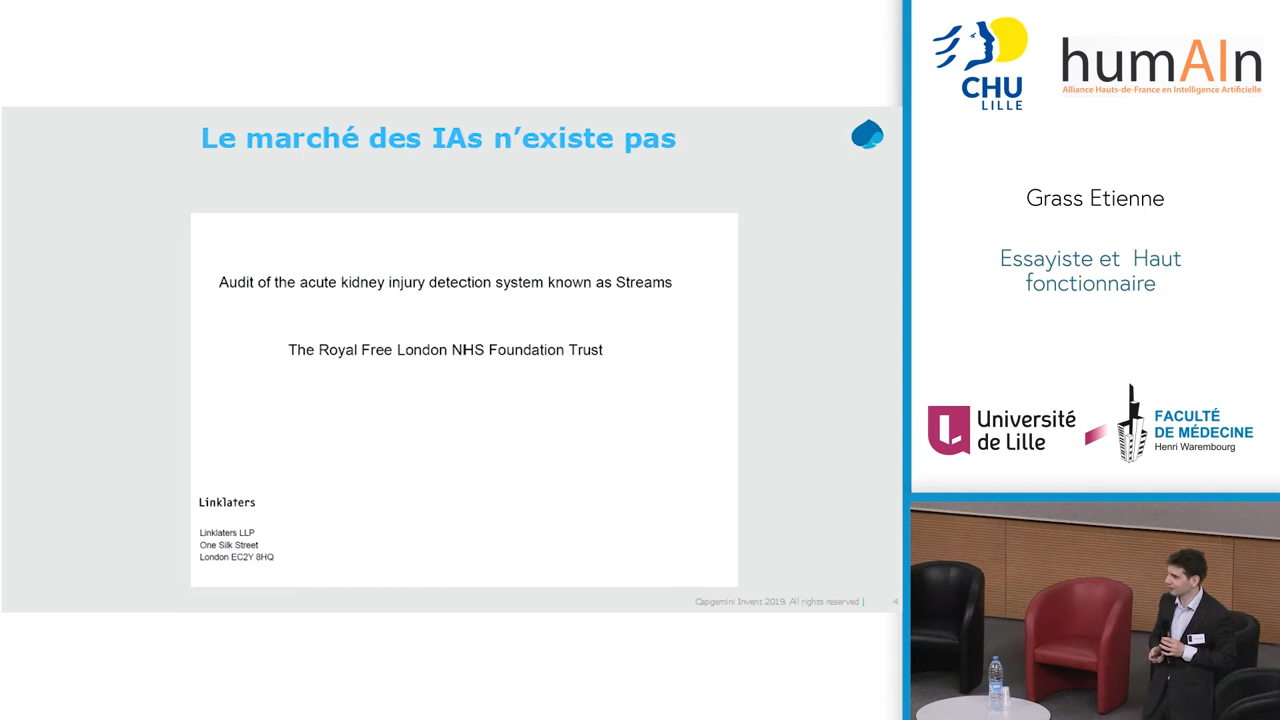 Le marché des IAs n'existe pas
Audit of the acute kidney injury detection system known as Streams
The Royal Free London NHS Foundation Trust
Linklaters
Linklaters LLP
One Silk Street
London EC2Y 8HQ
Capgemini Invent 2019. All rights reserved |
4
CHU
LILLE
humAIn
Alliance Hauts-de-France en Intelligence Artificielle
Grass Etienne
Essayiste et Haut
fonctionnaire
Université
de Lille
FACULTÉ
DE MÉDECINE
Henri Warembourg